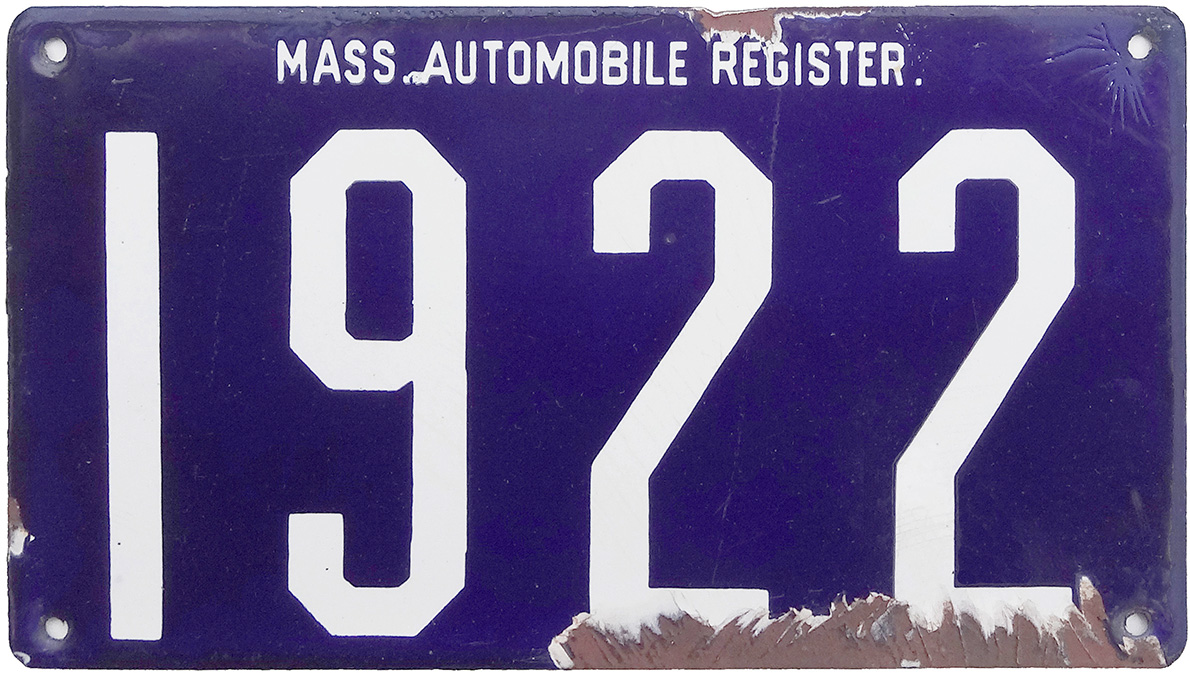 MASS. AUTOMOBILE REGISTER.
1922